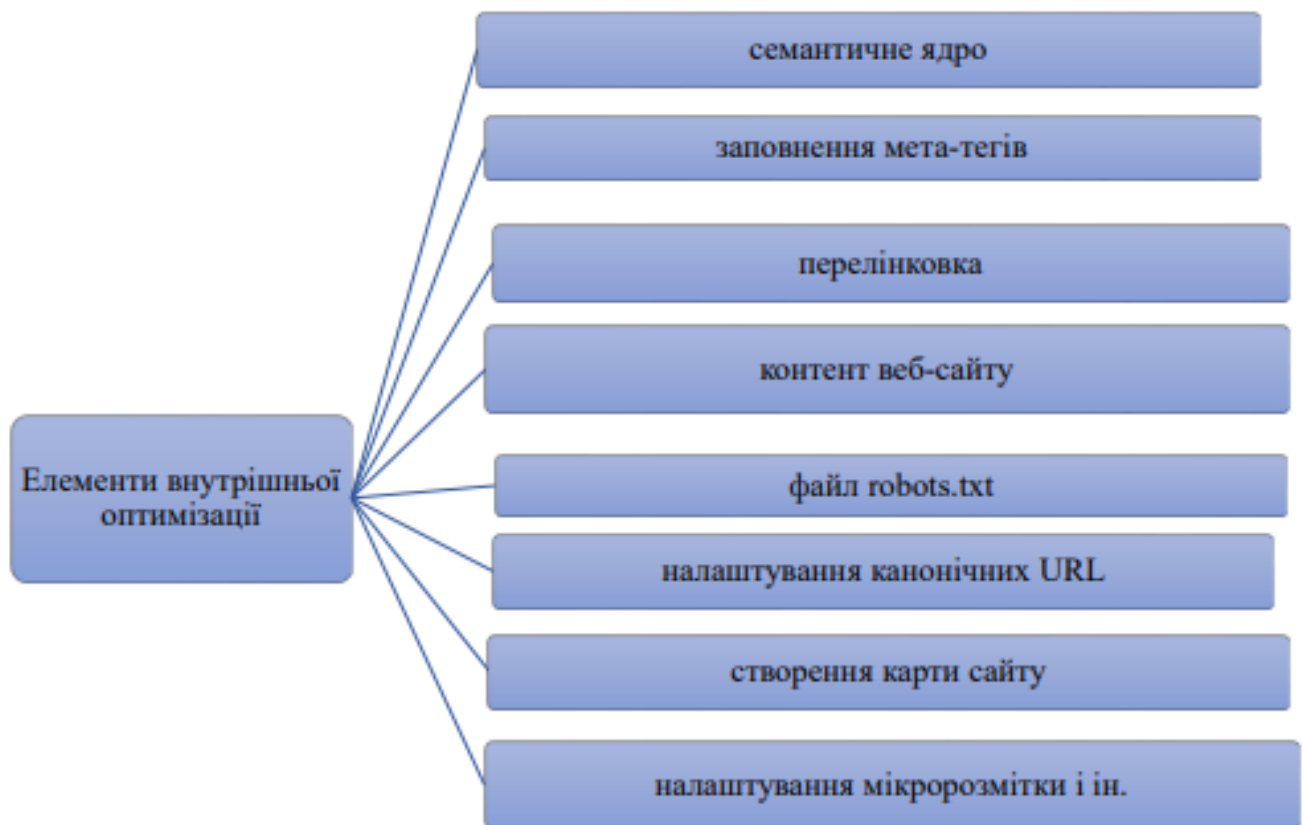 семантичне ядро
заповнення мета-тегів
перелінковка
контент веб-сайту
Елементи внутрішньої
оптимізації
файл robots.txt
налаштування канонічних URL
створення карти сайту
налаштування мікророзмітки і ін.